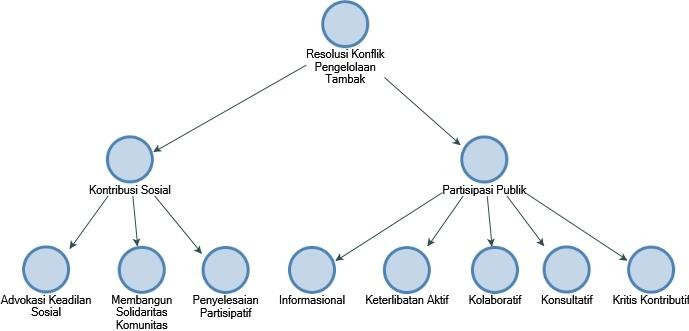 Resolusi Konflik
Pengelolaan
Tambak
Kontribusi Sosial
Partisipasi Publik
Advokasi Keadilan
Sosial
Membangun
Solidaritas
Komunitas
Penyelesaian
Partisipatif
Informasional
Keterlibatan Aktif
Kolaboratif
Konsultatif
Kritis Kontributif